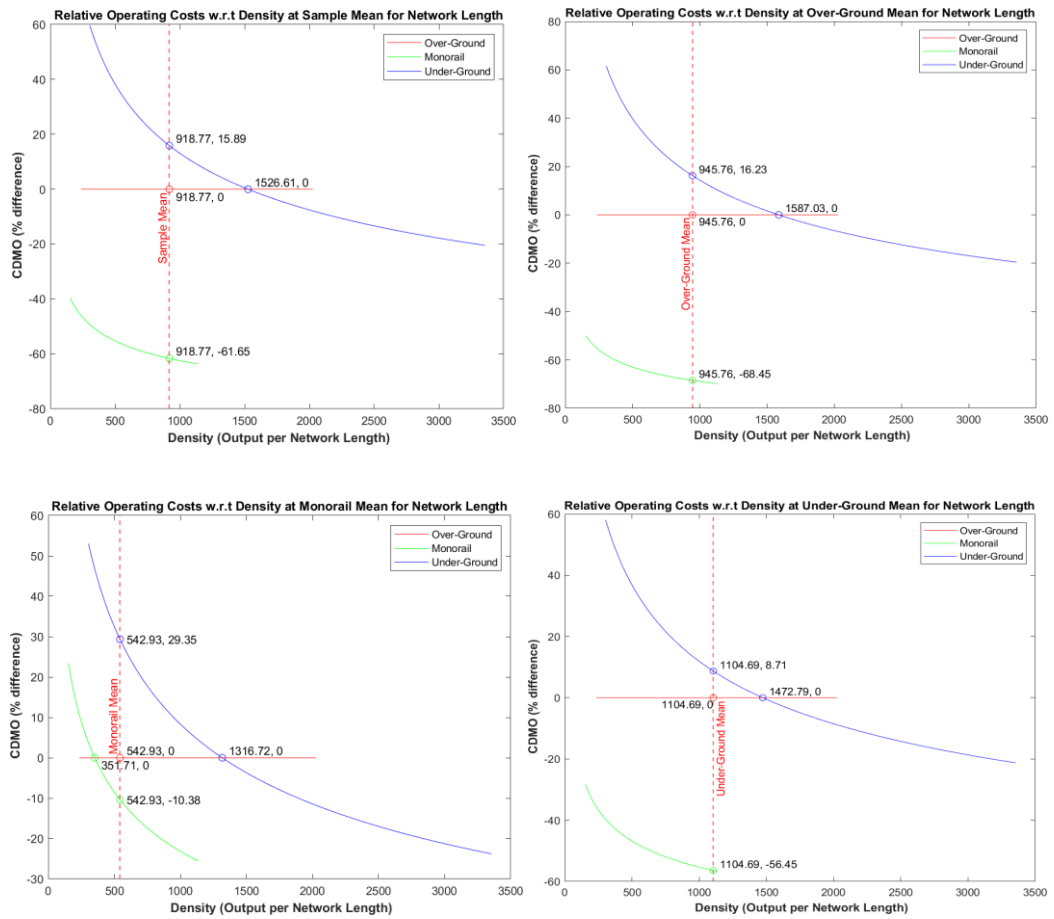 Relative Operating Costs w.r.t Density at Sample Mean for Network Length
60
40
20
0
-20
-40
-60
-80
CDMO (% difference)
Over-Ground
Monorail
Under-Ground
918.77, 15.89
1526.61, 0
918.77, 0
Sample Mean
918.77, -61.65
0 500 1000 1500 2000 2500 3000 3500
Density (Output per Network Length)
Relative Operating Costs w.r.t Density at Over-Ground Mean for Network Length
80
60
40
20
0
-20
-40
-60
-80
CDMO (% difference)
Over-Ground
Monorail
Under-Ground
945.76, 16.23
1587.03, 0
945.76, 0
Over-Ground Mean
945.76, -68.45
0 500 1000 1500 2000 2500 3000 3500
Density (Output per Network Length)
Relative Operating Costs w.r.t Density at Monorail Mean for Network Length
60
50
40
30
20
10
0
-10
-20
-30
CDMO (% difference)
Over-Ground
Monorail
Under-Ground
542.93, 29.35
Monorail Mean
542.93, 0
1316.72, 0
351.71, 0
542.93, -10.38
0 500 1000 1500 2000 2500 3000 3500
Density (Output per Network Length)
Relative Operating Costs w.r.t Density at Under-Ground Mean for Network Length
60
40
20
0
-20
-40
-60
CDMO (% difference)
Over-Ground
Monorail
Under-Ground
1104.69, 8.71
1472.79, 0
1104.69, 0
Under-Ground Mean
1104.69, -56.45
0 500 1000 1500 2000 2500 3000 3500
Density (Output per Network Length)